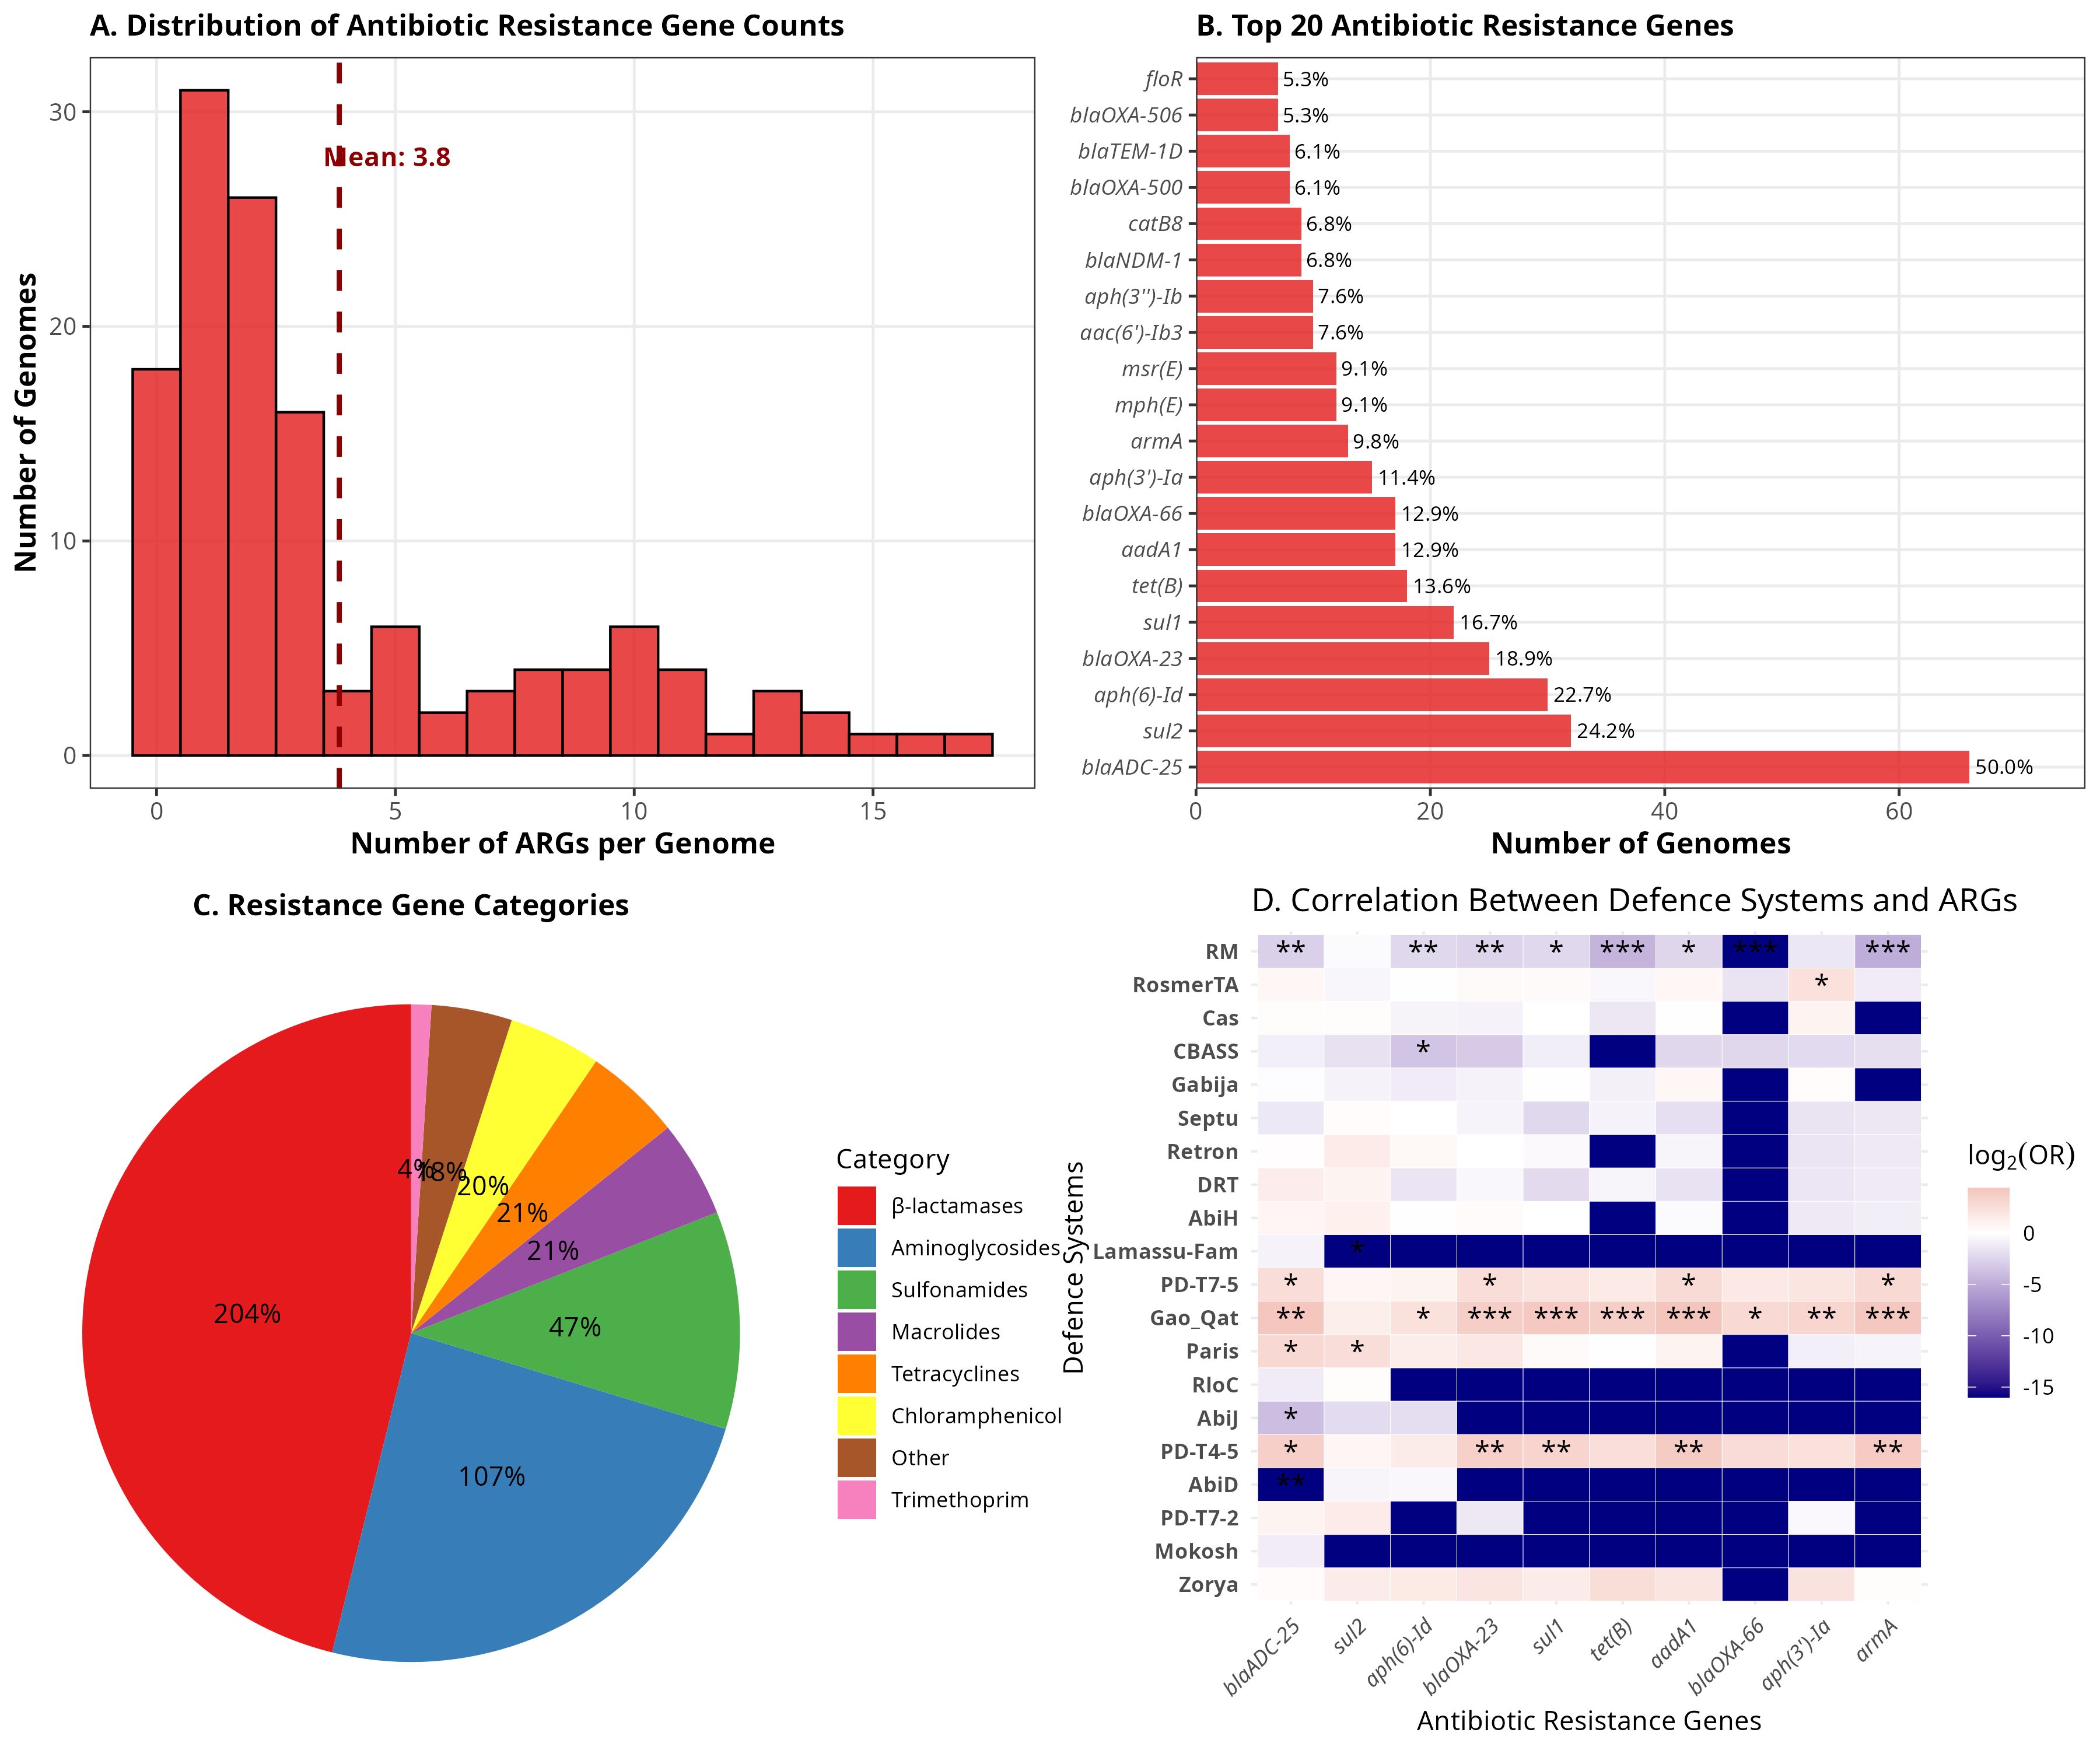 A. Distribution of Antibiotic Resistance Gene Counts
Number of Genomes
30
20
10
0
Mean: 3.8
0 5 10 15
Number of ARGs per Genome
B. Top 20 Antibiotic Resistance Genes
floR 5.3%
blaOXA-506 5.3%
blaTEM-1D 6.1%
blaOXA-500 6.1%
catB8 6.8%
blaNDM-1 6.8%
aph(3'')-Ib 7.6%
aac(6')-Ib3 7.6%
msr(E) 9.1%
mph(E) 9.1%
armA 9.8%
aph(3')-Ia 11.4%
blaOXA-66 12.9%
aadA1 12.9%
tet(B) 13.6%
sul1 16.7%
blaOXA-23 18.9%
aph(6)-Id 22.7%
sul2 24.2%
blaADC-25 50.0%
0 20 40 60
Number of Genomes
C. Resistance Gene Categories
4%
18%
20%
21%
21%
47%
107%
204%
Category
β-lactamases
Aminoglycosides
Sulfonamides
Macrolides
Tetracyclines
Chloramphenicol
Other
Trimethoprim
D. Correlation Between Defence Systems and ARGs
Defence Systems
RM ** ** ** * *** * *** ***
RosmerTA *
Cas
CBASS *
Gabija
Septu
Retron
DRT
AbiH
Lamassu-Fam *
PD-T7-5 * * * *
Gao_Qat ** * *** *** *** *** * ** ***
Paris * *
RloC
AbiJ *
PD-T4-5 * ** ** ** **
AbiD **
PD-T7-2
Mokosh
Zorya
blaADC-25 sul2 aph(6)-Id blaOXA-23 sul1 tet(B) aadA1 blaOXA-66 aph(3')-Ia armA
Antibiotic Resistance Genes
log₂(OR)
0
-5
-10
-15